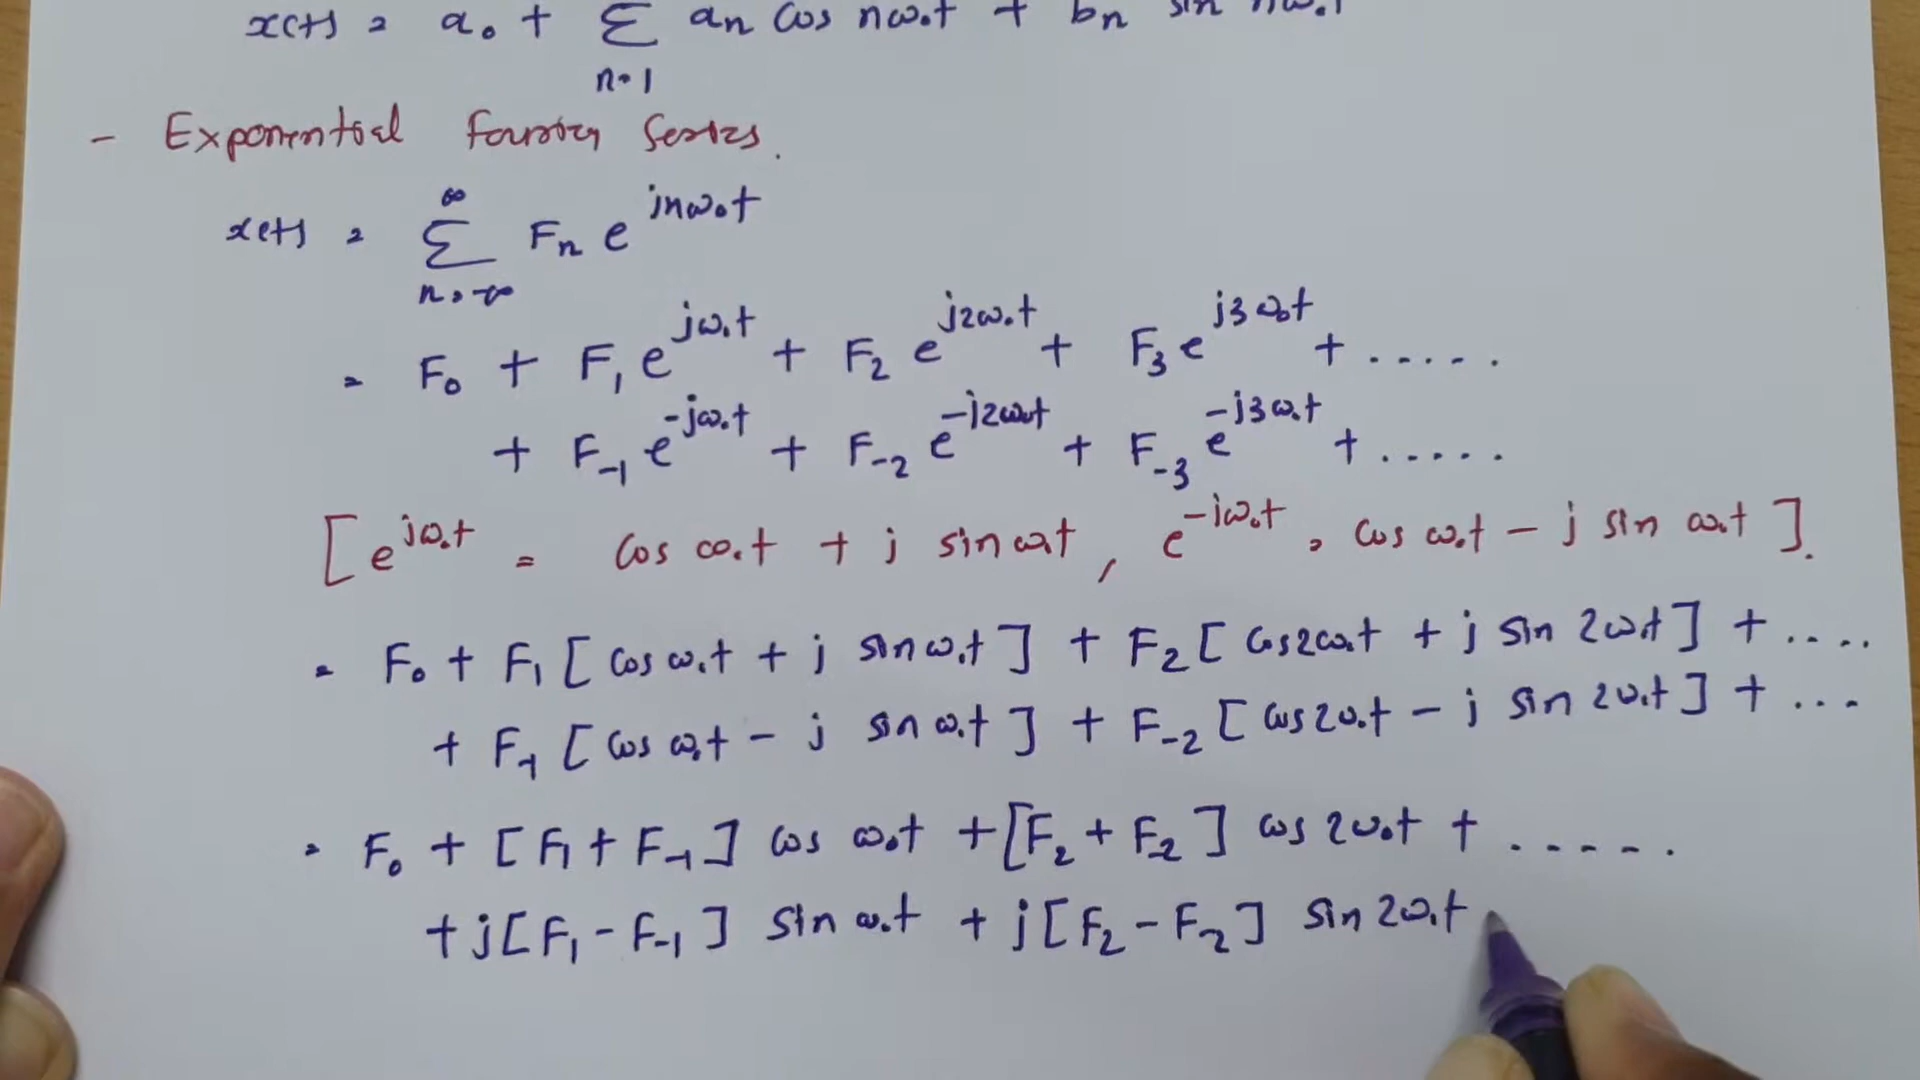 x(t) = a₀ + Σ aₙ cos nω₀t + bₙ sin nω₀t
n=1
- Exponential Fourier Series.
∞
x(t) = Σ Fₙ e^{jnω₀t}
n=-∞
= F₀ + F₁ e^{jω₀t} + F₂ e^{j2ω₀t} + F₃ e^{j3ω₀t} + .....
+ F₋₁ e^{-jω₀t} + F₋₂ e^{-j2ω₀t} + F₋₃ e^{-j3ω₀t} + .....
[e^{jω₀t} = cos ω₀t + j sin ω₀t, e^{-jω₀t} = cos ω₀t - j sin ω₀t].
= F₀ + F₁ [cos ω₀t + j sin ω₀t] + F₂ [cos 2ω₀t + j sin 2ω₀t] + ....
+ F₋₁ [cos ω₀t - j sin ω₀t] + F₋₂ [cos 2ω₀t - j sin 2ω₀t] + ...
= F₀ + [F₁ + F₋₁] cos ω₀t + [F₂ + F₋₂] cos 2ω₀t + .....
+ j[F₁ - F₋₁] sin ω₀t + j[F₂ - F₋₂] sin 2ω₀t